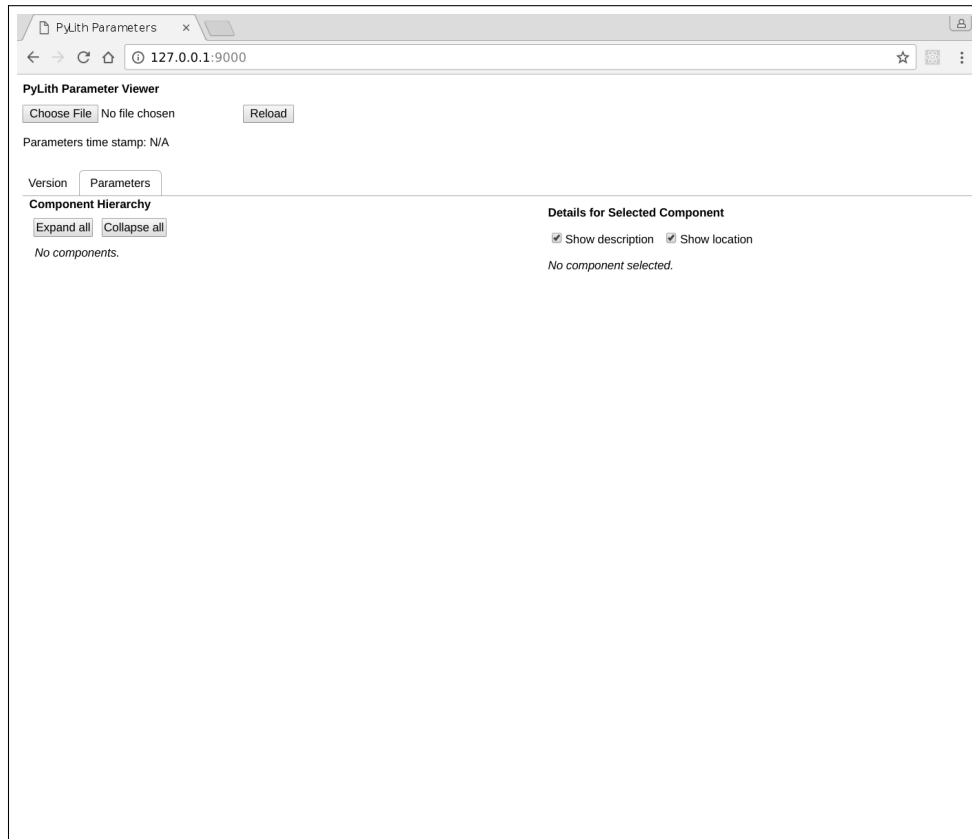 PyLith Parameters
127.0.0.1:9000
PyLith Parameter Viewer
Choose File No file chosen Reload
Parameters time stamp: N/A
Version Parameters
Component Hierarchy
Expand all Collapse all
No components.
Details for Selected Component
Show description Show location
No component selected.